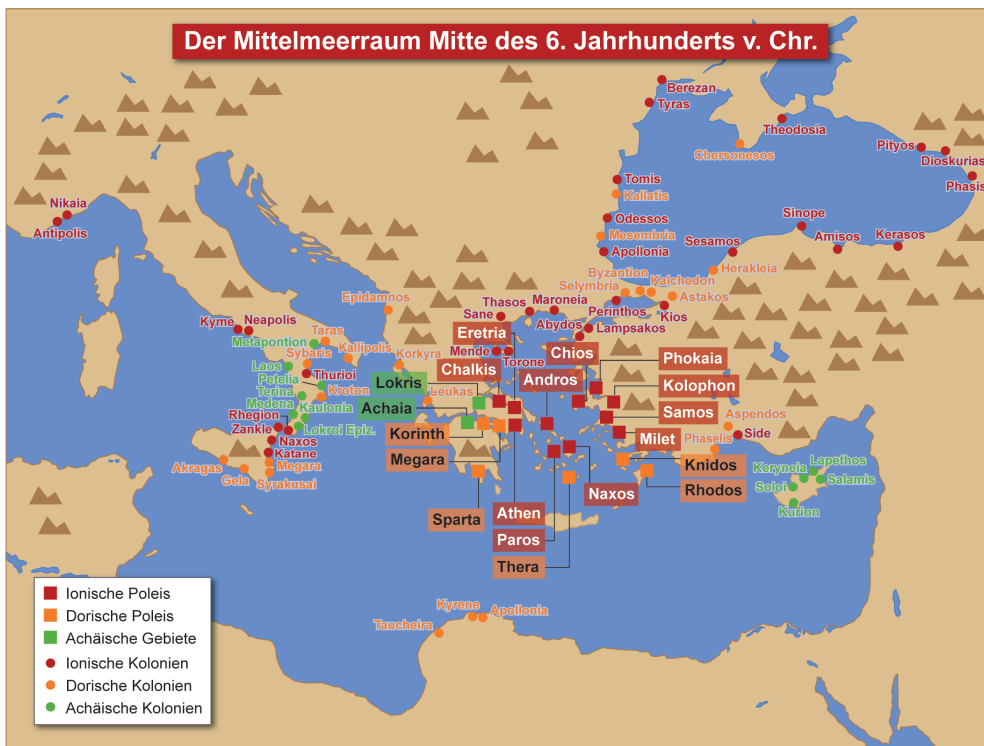 Der Mittelmeerraum Mitte des 6. Jahrhunderts v. Chr.
Berezan
Tyras
Theodosia
Chersonesos
Pityos
Dioskurias
Phasis
Tomis
Kallatis
Nikaia
Antipolis
Odessos
Mesembria
Apollonia
Sinope
Sesamos
Amisos
Kerasos
Herakleia
Byzantion
Kalchedon
Selymbria
Astakos
Perinthos
Kios
Epidamnos
Thasos
Maroneia
Sane
Abydos
Lampsakos
Kyme
Neapolis
Metapontion
Taras
Eretria
Kallipolis
Korkyra
Mende
Torone
Chios
Phokaia
Laos
Sybaris
Thurioi
Chalkis
Andros
Petelia
Kroton
Lokris
Kolophon
Terina
Leukas
Medena
Kaulonia
Achaia
Samos
Rhegion
Lokroi Epiz.
Zankle
Korinth
Milet
Aspendos
Side
Naxos
Katane
Phaselis
Megara
Akragas
Megara
Knidos
Lapethos
Keryneia
Gela
Syrakusai
Rhodos
Soloi
Salamis
Naxos
Kurion
Sparta
Athen
Paros
Thera
Kyrene
Apollonia
Taucheira
Ionische Poleis
Dorische Poleis
Achäische Gebiete
Ionische Kolonien
Dorische Kolonien
Achäische Kolonien